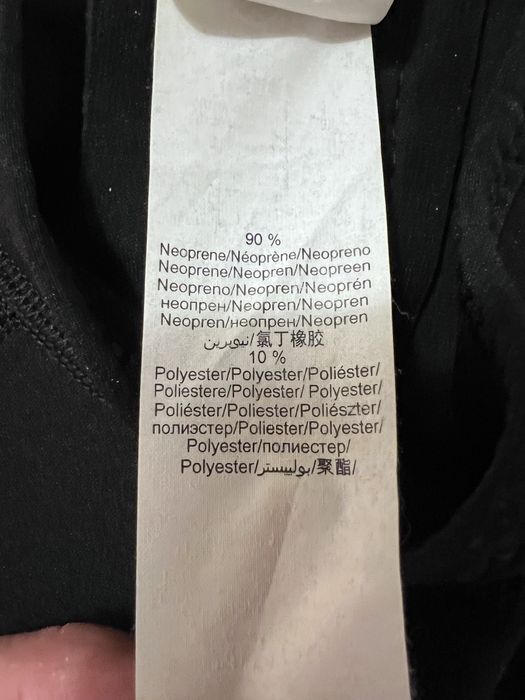 90 %
Neoprene/Néoprène/Neopreno
Neoprene/Neopren/Neopreen
Neopreno/Neopren/Neoprén
неопрен/Neopren/Neopren
Neopren/неопрен/Neopren
نيوبرين/氯丁橡胶
10 %
Polyester/Polyester/Poliéster/
Poliestere/Polyester/ Polyester/
Poliéster/Poliester/Poliészter/
полиэстер/Poliester/Polyester/
Polyester/полиестер/
Polyester/بوليستر/聚酯/